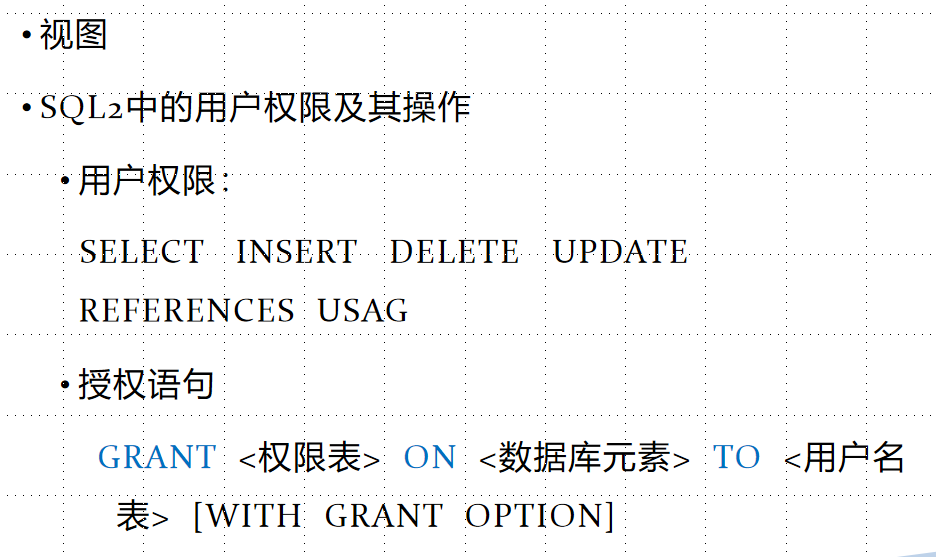 • 视图
• SQL2中的用户权限及其操作
• 用户权限：
SELECT INSERT DELETE UPDATE
REFERENCES USAG
• 授权语句
GRANT <权限表> ON <数据库元素> TO <用户名
表> [WITH GRANT OPTION]